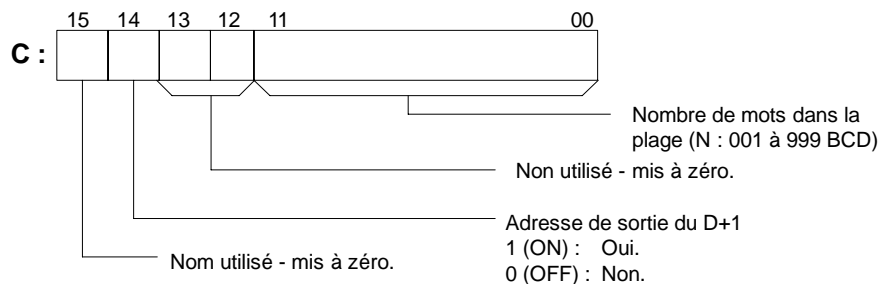 15 14 13 12 11 00
C :
Nombre de mots dans la
plage (N : 001 à 999 BCD)
Non utilisé - mis à zéro.
Adresse de sortie du D+1
1 (ON) : Oui.
0 (OFF) : Non.
Nom utilisé - mis à zéro.